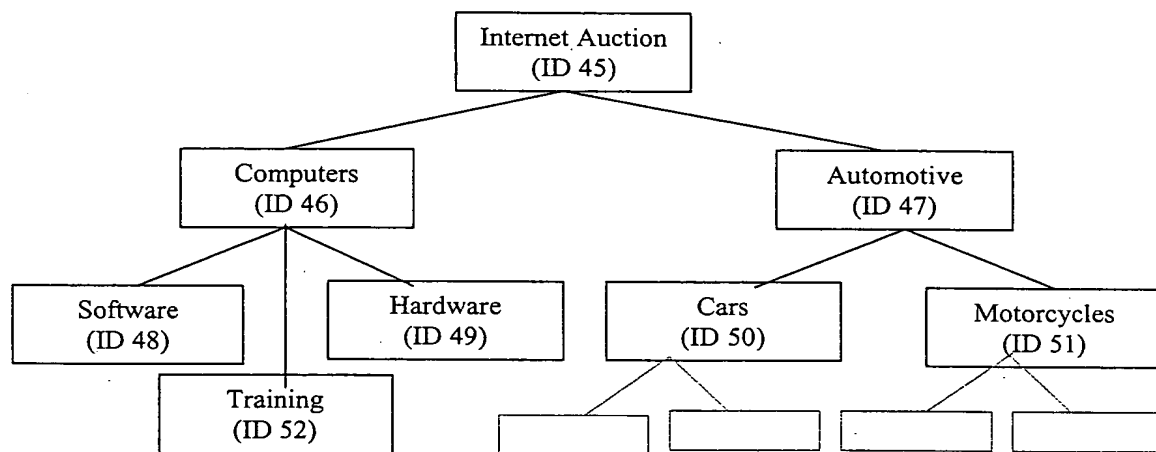 Internet Auction
(ID 45)
Computers
(ID 46)
Automotive
(ID 47)
Software
(ID 48)
Hardware
(ID 49)
Cars
(ID 50)
Motorcycles
(ID 51)
Training
(ID 52)